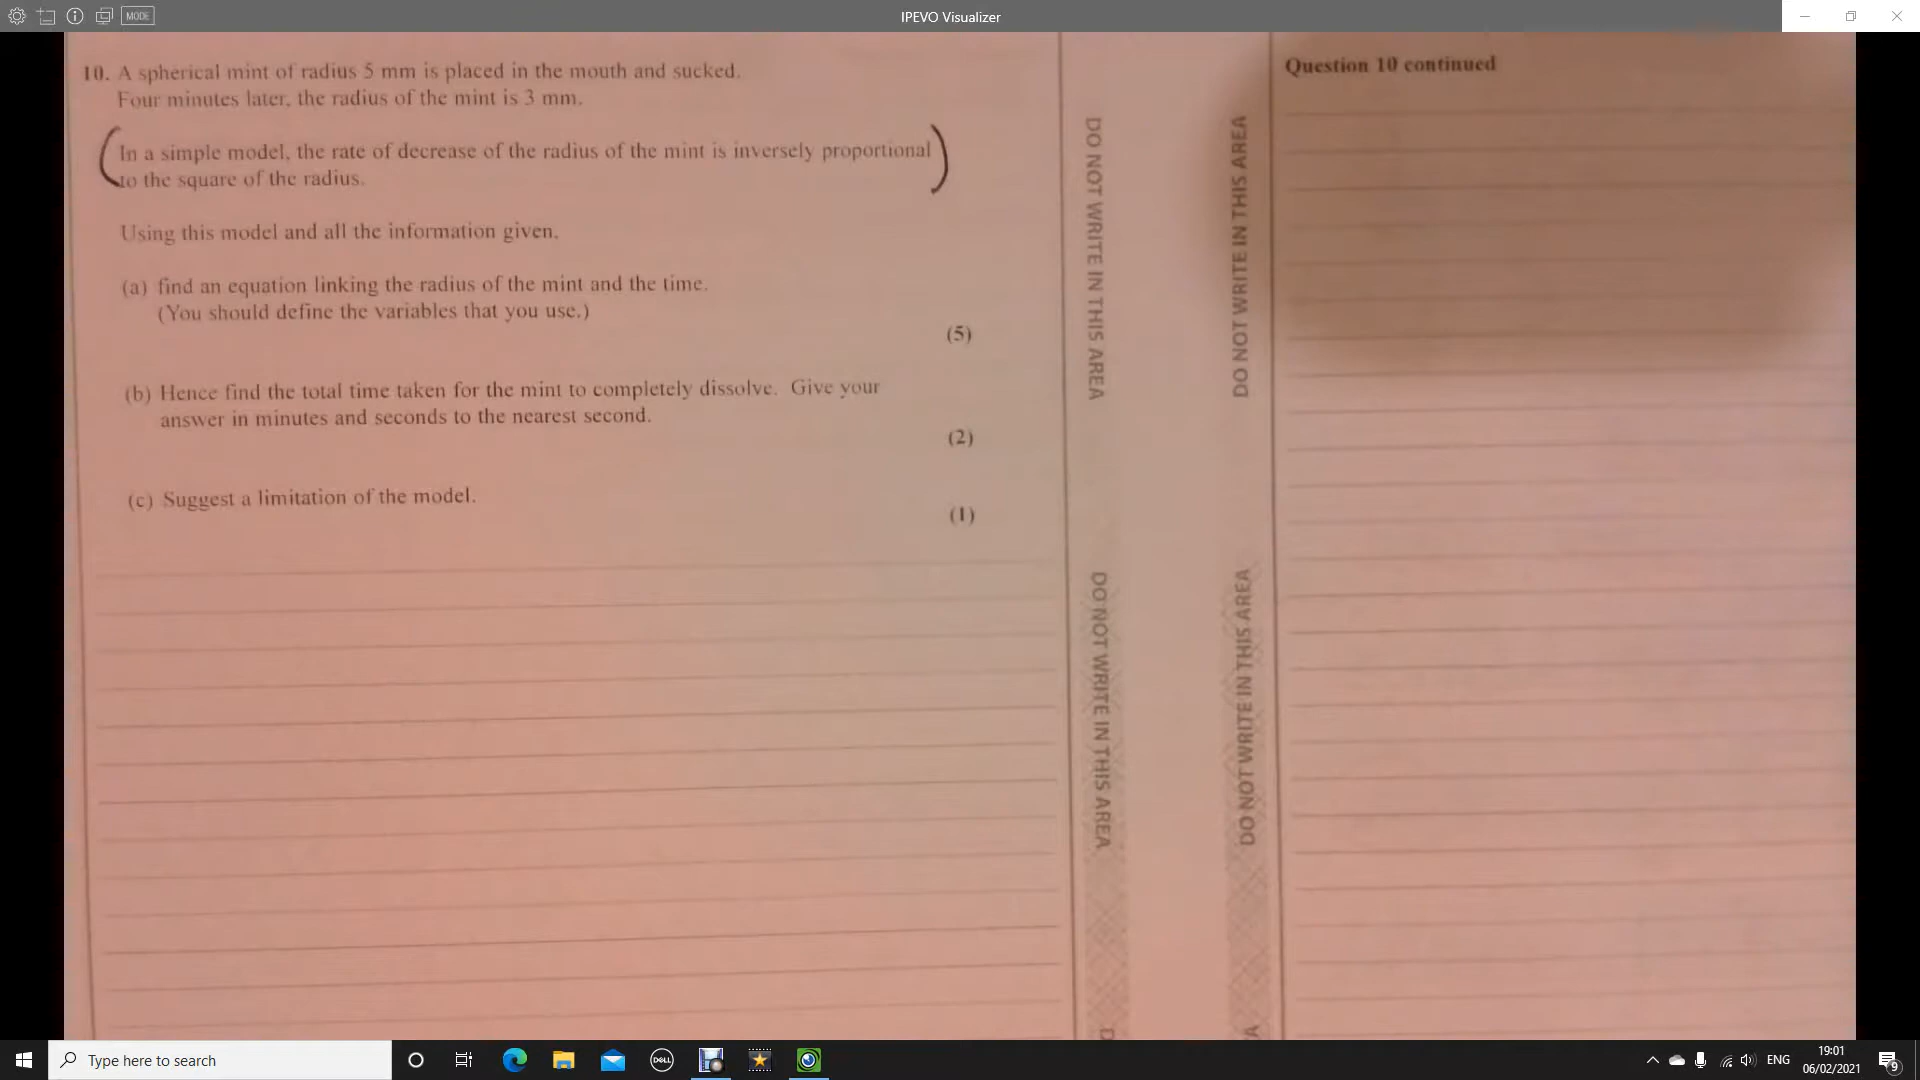 MODE
IPEVO Visualizer
10. A spherical mint of radius 5 mm is placed in the mouth and sucked.
Four minutes later, the radius of the mint is 3 mm.
In a simple model, the rate of decrease of the radius of the mint is inversely proportional
to the square of the radius.
Using this model and all the information given,
(a) find an equation linking the radius of the mint and the time.
(You should define the variables that you use.)
(5)
(b) Hence find the total time taken for the mint to completely dissolve. Give your
answer in minutes and seconds to the nearest second.
(2)
(c) Suggest a limitation of the model.
(1)
DO NOT WRITE IN THIS AREA
DO NOT WRITE IN THIS AREA
D
DO NOT WRITE IN THIS AREA
DO NOT WRITE IN THIS AREA
A
Question 10 continued
Type here to search
DELL
ENG
19:01
06/02/2021
9